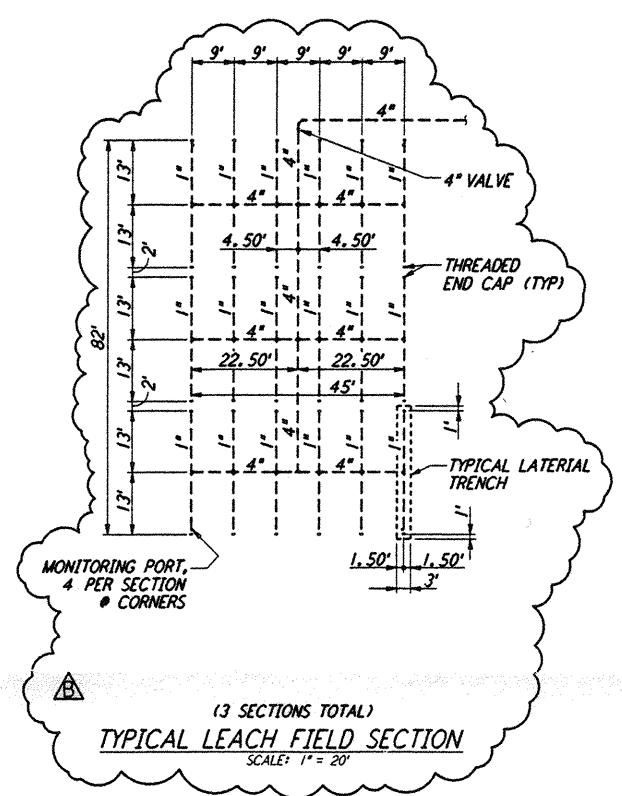 9' 9' 9' 9' 9'
4"
4"
4" VALVE
13' 1" 1" 1" 1" 1" 1"
4" 4"
13'
4.50' 4.50'
2'
THREADED
END CAP (TYP)
82'
13' 1" 1" 4" 1" 1" 1" 1"
4" 4"
13'
22.50' 22.50'
45'
2'
1'
13' 1" 1" 1" 4" 1" 1" 1"
4" 4"
TYPICAL LATERIAL
TRENCH
13'
1'
MONITORING PORT,
4 PER SECTION
@ CORNERS
1.50' 1.50'
3'
B
(3 SECTIONS TOTAL)
TYPICAL LEACH FIELD SECTION
SCALE: 1" = 20'